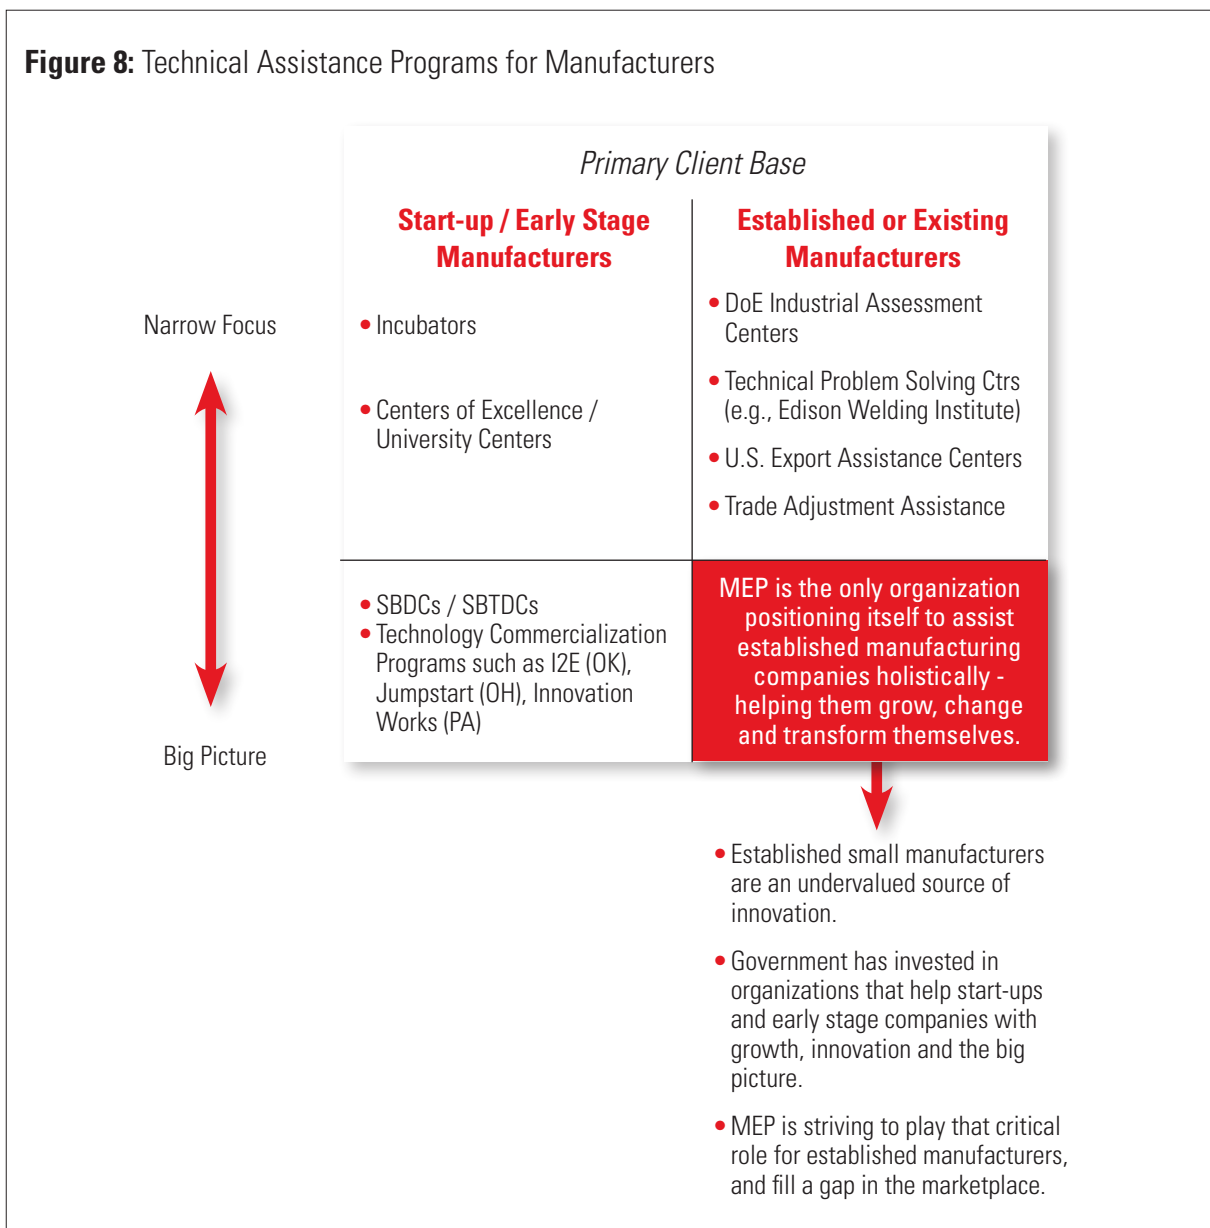 Figure 8: Technical Assistance Programs for Manufacturers
Primary Client Base
Start-up / Early Stage
Manufacturers
Established or Existing
Manufacturers
Narrow Focus
• Incubators
• Centers of Excellence /
University Centers
• DoE Industrial Assessment
Centers
• Technical Problem Solving Ctrs
(e.g., Edison Welding Institute)
• U.S. Export Assistance Centers
• Trade Adjustment Assistance
Big Picture
• SBDCs / SBTDCs
• Technology Commercialization
Programs such as I2E (OK),
Jumpstart (OH), Innovation
Works (PA)
MEP is the only organization
positioning itself to assist
established manufacturing
companies holistically -
helping them grow, change
and transform themselves.
• Established small manufacturers
are an undervalued source of
innovation.
• Government has invested in
organizations that help start-ups
and early stage companies with
growth, innovation and the big
picture.
• MEP is striving to play that critical
role for established manufacturers,
and fill a gap in the marketplace.